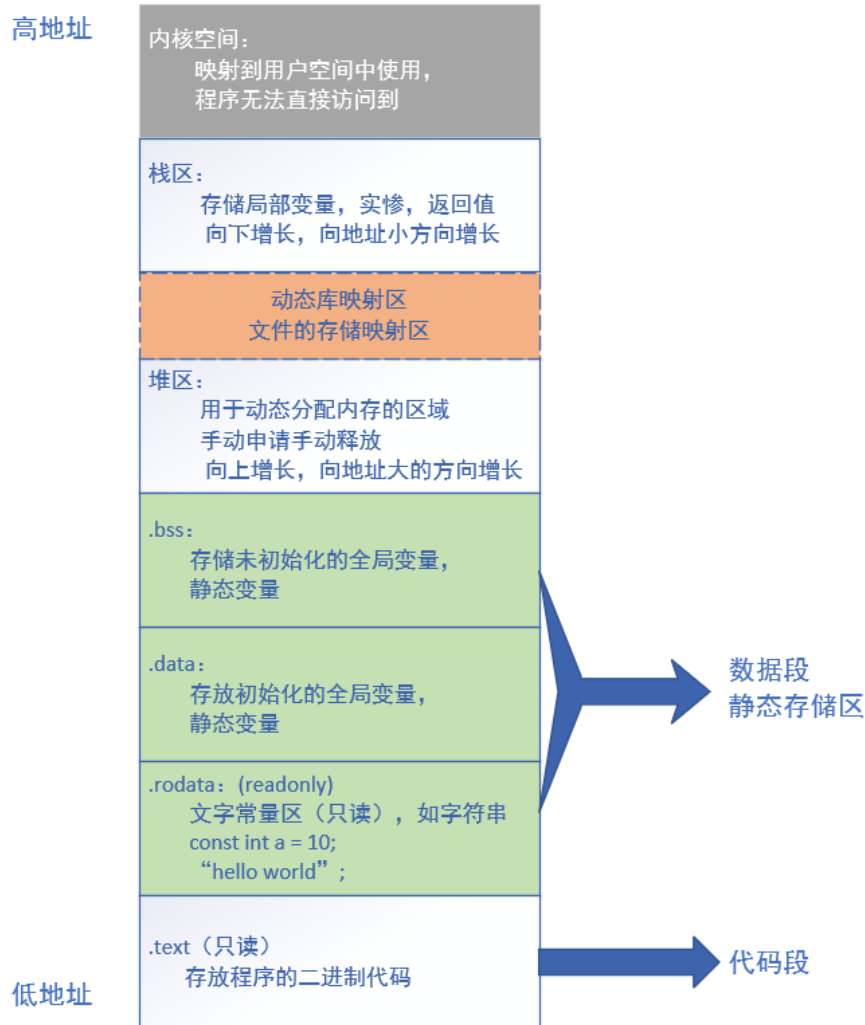 高地址
内核空间：
映射到用户空间中使用，
程序无法直接访问到
栈区：
存储局部变量，实惨，返回值
向下增长，向地址小方向增长
动态库映射区
文件的存储映射区
堆区：
用于动态分配内存的区域
手动申请手动释放
向上增长，向地址大的方向增长
.bss：
存储未初始化的全局变量，
静态变量
.data：
存放初始化的全局变量，
静态变量
数据段
静态存储区
.rodata：(readonly)
文字常量区（只读），如字符串
const int a = 10;
“hello world”；
.text（只读）
存放程序的二进制代码
代码段
低地址